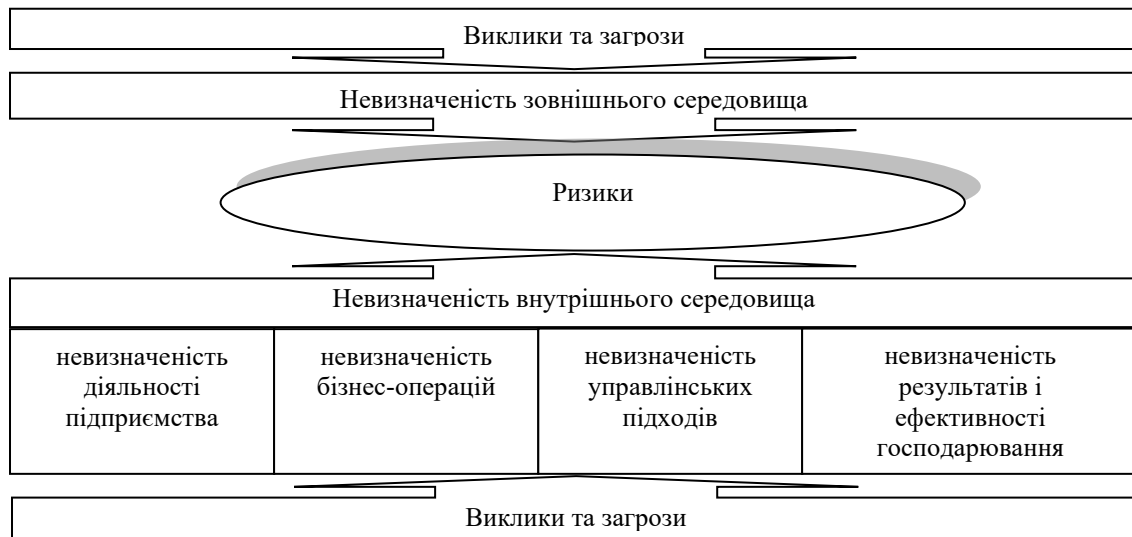 Виклики та загрози
Невизначеність зовнішнього середовища
Ризики
Невизначеність внутрішнього середовища
невизначеність
діяльності
підприємства
невизначеність
бізнес-операцій
невизначеність
управлінських
підходів
невизначеність
результатів і
ефективності
господарювання
Виклики та загрози